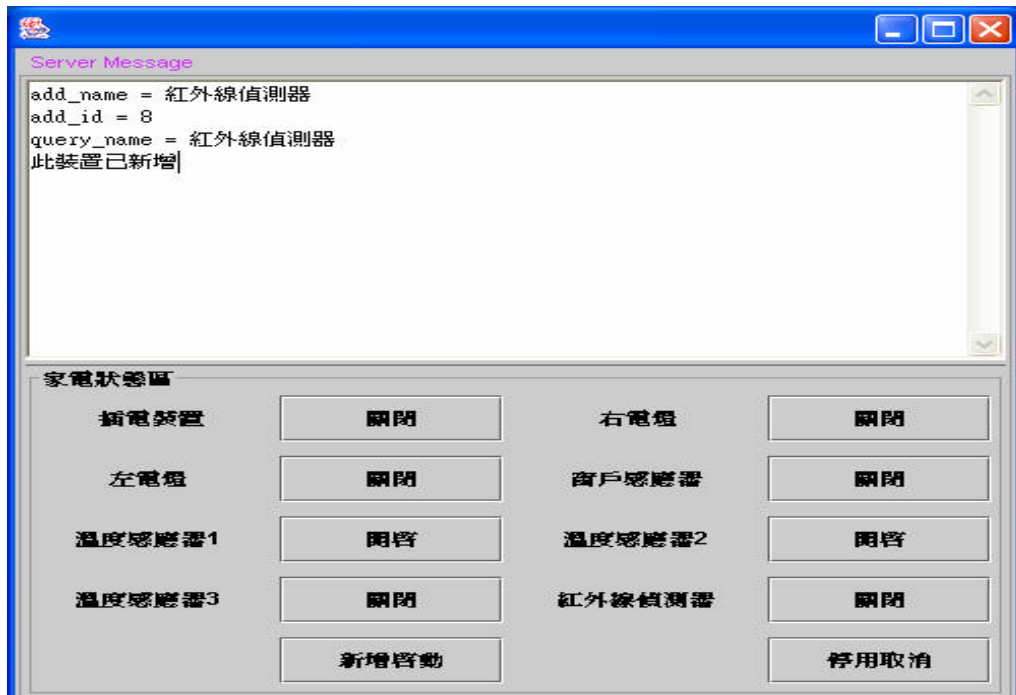 Server Message
add_name = 紅外線偵測器
add_id = 8
query_name = 紅外線偵測器
此裝置已新增
家電狀態區
插電裝置 關閉 右電燈 關閉
左電燈 關閉 窗戶感應器 關閉
溫度感應器1 開啟 溫度感應器2 開啟
溫度感應器3 關閉 紅外線偵測器 關閉
新增啟動 停用取消